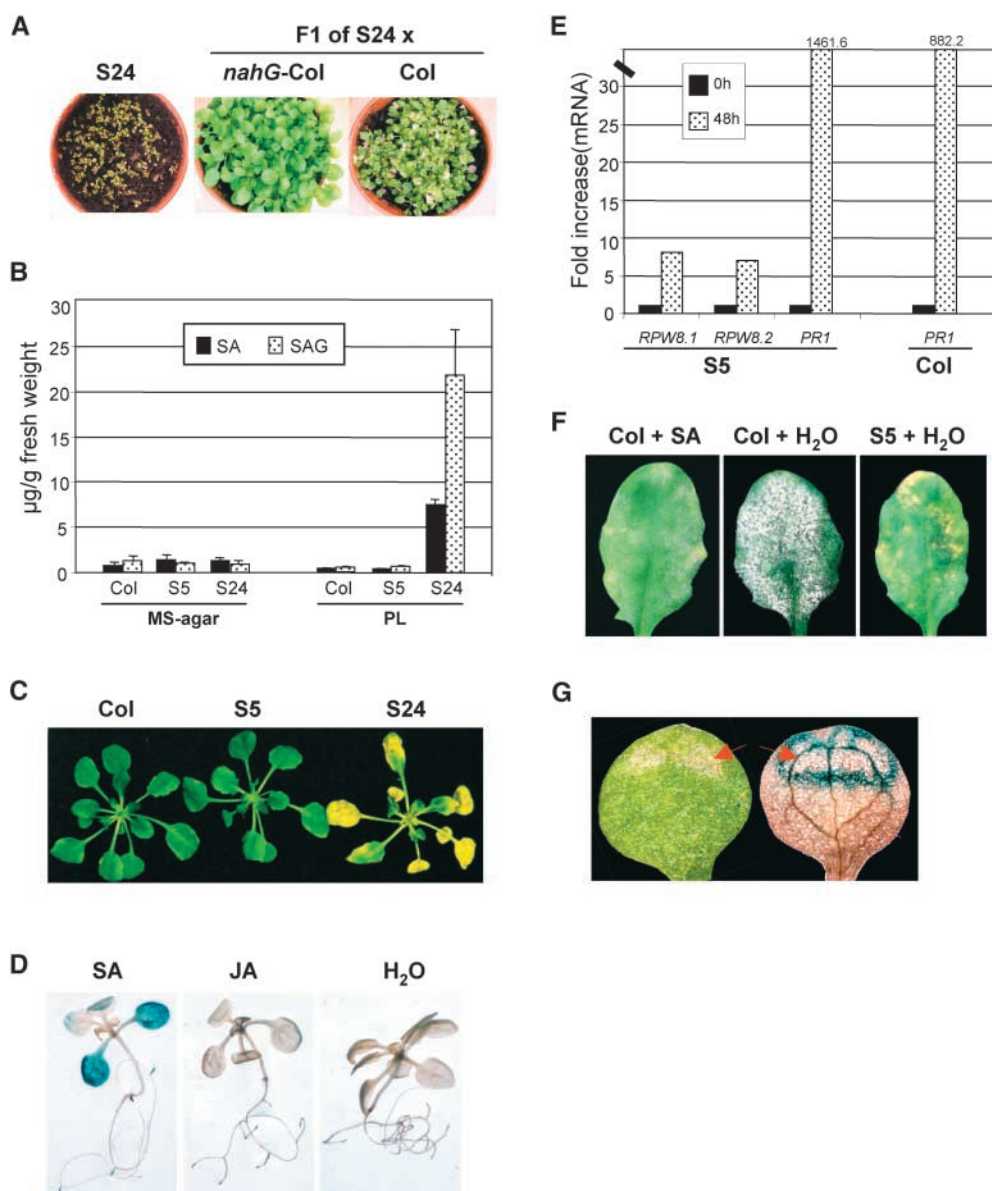 A
F1 of S24 x
S24
nahG-Col
Col
B
µg/g fresh weight
30
25
20
15
10
5
0
SA
SAG
Col
S5
S24
Col
S5
S24
MS-agar
PL
C
Col
S5
S24
D
SA
JA
H₂O
E
Fold increase(mRNA)
1461.6
882.2
30
25
20
15
10
5
0
0h
48h
RPW8.1
RPW8.2
PR1
PR1
S5
Col
F
Col + SA
Col + H₂O
S5 + H₂O
G